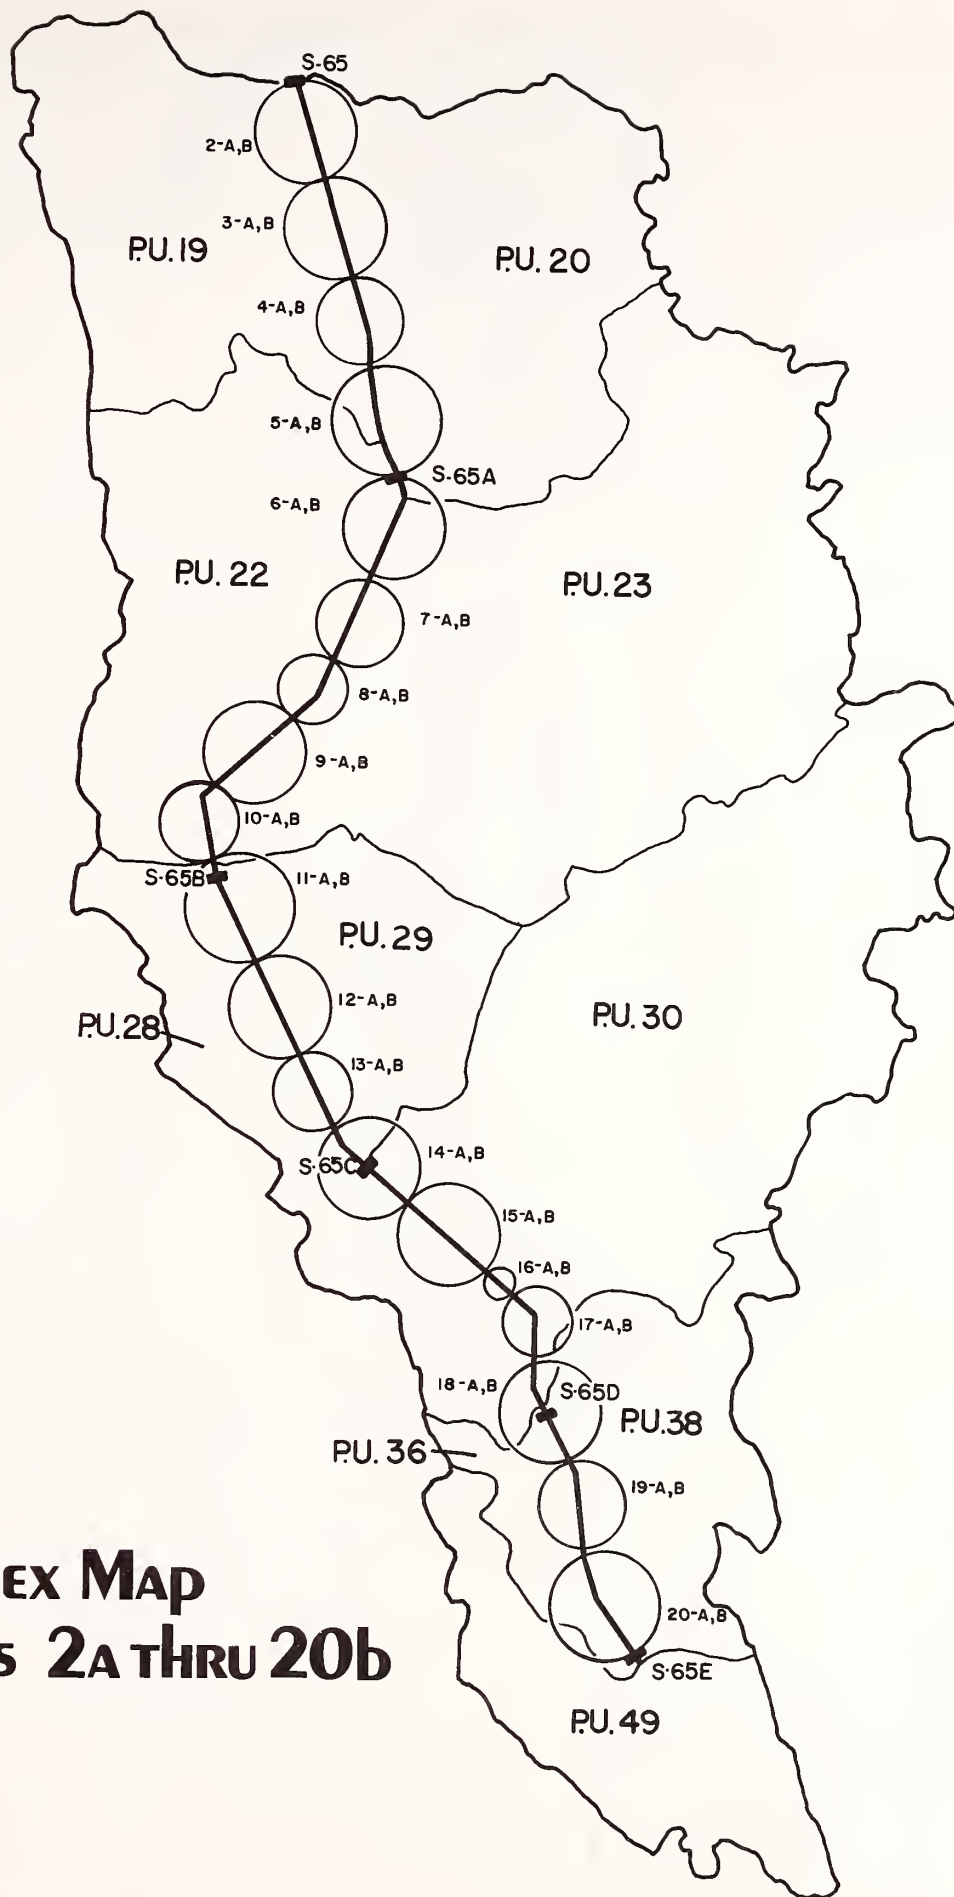 S-65
2-A,B
3-A,B
P.U. 19
P.U. 20
4-A,B
5-A,B
S-65A
6-A,B
P.U. 22
P.U. 23
7-A,B
8-A,B
9-A,B
10-A,B
S-65B
11-A,B
P.U. 29
12-A,B
P.U. 28
P.U. 30
13-A,B
14-A,B
S-65C
15-A,B
16-A,B
17-A,B
18-A,B
S-65D
P.U. 38
P.U. 36
19-A,B
EX MAP
S 2A THRU 20b
20-A,B
S-65E
P.U. 49